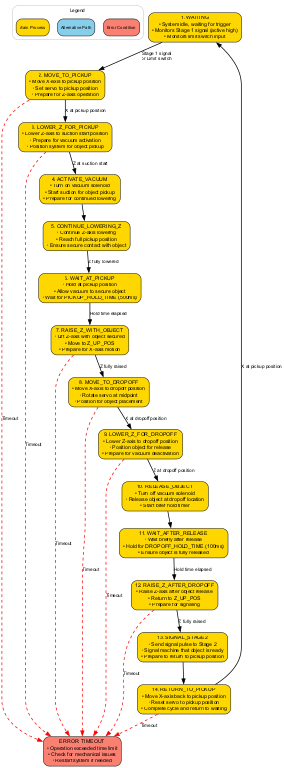 Legend
Main Process
Alternative Path
Error Condition
1. WAITING
• System idle, waiting for trigger
• Monitors Stage 1 signal (active high)
• Monitors limit switch input
Stage 1 signal
or Limit switch
2. MOVE_TO_PICKUP
• Move X-axis to pickup position
• Set servo to pickup position
• Prepare for Z-axis operation
X at pickup position
3. LOWER_Z_FOR_PICKUP
• Lower Z-axis to suction start position
• Prepare for vacuum activation
• Position system for object pickup
Z at suction start
4. ACTIVATE_VACUUM
• Turn on vacuum solenoid
• Start suction for object pickup
• Prepare for continued lowering
5. CONTINUE_LOWERING_Z
• Continue Z-axis lowering
• Reach full pickup position
• Ensure secure contact with object
Z fully lowered
6. WAIT_AT_PICKUP
• Hold at pickup position
• Allow vacuum to secure object
• Wait for PICKUP_HOLD_TIME (500ms)
Hold time elapsed
7. RAISE_Z_WITH_OBJECT
• Lift Z-axis with object secured
• Move to Z_UP_POS
• Prepare for X-axis motion
Z fully raised
8. MOVE_TO_DROPOFF
• Move X-axis to dropoff position
• Rotate servo at midpoint
• Position for object placement
X at pickup position
Timeout
X at dropoff position
9. LOWER_Z_FOR_DROPOFF
• Lower Z-axis to dropoff position
• Position object for release
• Prepare for vacuum deactivation
Timeout
Z at dropoff position
10. RELEASE_OBJECT
• Turn off vacuum solenoid
• Release object at dropoff location
• Start brief hold timer
11. WAIT_AFTER_RELEASE
• Wait briefly after release
• Hold for DROPOFF_HOLD_TIME (100ms)
• Ensure object is fully released
Timeout
Hold time elapsed
Timeout
12. RAISE_Z_AFTER_DROPOFF
• Raise Z-axis after object release
• Return to Z_UP_POS
• Prepare for signaling
Timeout
Z fully raised
13. SIGNAL_STAGE2
• Send signal pulse to Stage 2
• Signal machine that object is ready
• Prepare to return to pickup position
Timeout
14. RETURN_TO_PICKUP
• Move X-axis back to pickup position
• Reset servo to pickup position
• Complete cycle and return to waiting
Timeout
ERROR: TIMEOUT
• Operation exceeded time limit
• Check for mechanical issues
• Restart system if needed